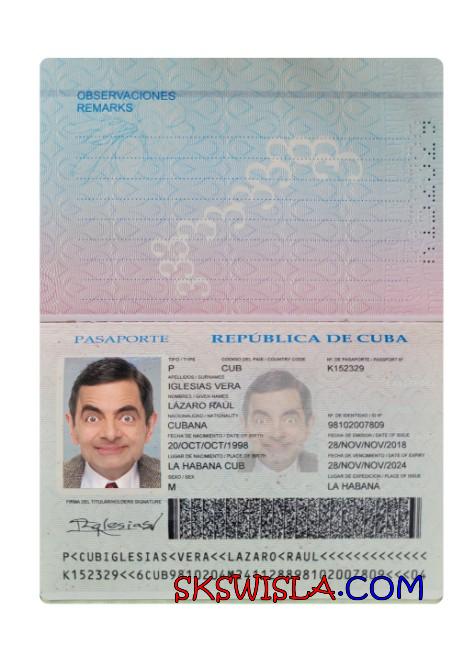 OBSERVACIONES
REMARKS
PASAPORTE REPÚBLICA DE CUBA
TIPO / TYPE CODIGO DEL PAIS / COUNTRY CODE Nº. DE PASAPORTE / PASSPORT Nº
P CUB K152329
APELLIDOS / SURNAMES
IGLESIAS VERA
NOMBRES / GIVEN NAMES
LÁZARO RAÚL
NACIONALIDAD / NATIONALITY Nº. DE IDENTIDAD / ID Nº
CUBANA 98102007809
FECHA DE NACIMIENTO / DATE OF BIRTH FECHA DE EMISION / DATE OF ISSUE
20/OCT/OCT/1998 28/NOV/NOV/2018
LUGAR DE NACIMIENTO / PLACE OF BIRTH FECHA DE VENCIMIENTO / DATE OF EXPIRY
LA HABANA CUB 28/NOV/NOV/2024
SEXO / SEX LUGAR DE EXPEDICION / PLACE OF ISSUE
M LA HABANA
FIRMA DEL TITULAR/HOLDERS SIGNATURE
Iglesias
P<CUBIGLESIAS<VERA<<LAZARO<RAUL<<<<<<<<<<<<<
K152329<<6CUB9810204M241128898102007809<<<04
SKSWISLA.COM